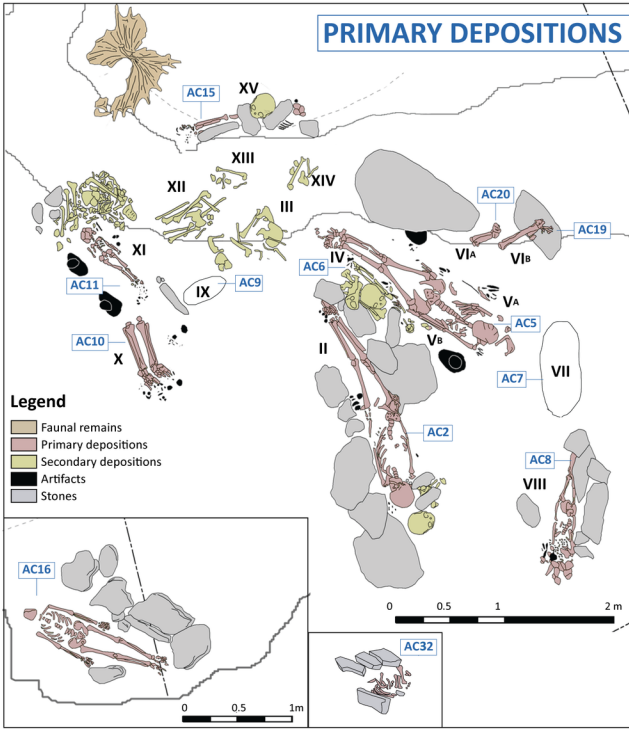 PRIMARY DEPOSITIONS
AC15
XV
XIII
XII
XIV
III
AC20
AC19
VIA
VIB
XI
IV
AC6
AC11
IX
AC9
VA
AC5
VB
AC10
X
II
AC7
VII
Legend
Faunal remains
Primary depositions
Secondary depositions
Artifacts
Stones
AC2
AC8
VIII
AC16
0 0.5 1 2 m
AC32
0 0.5 1m